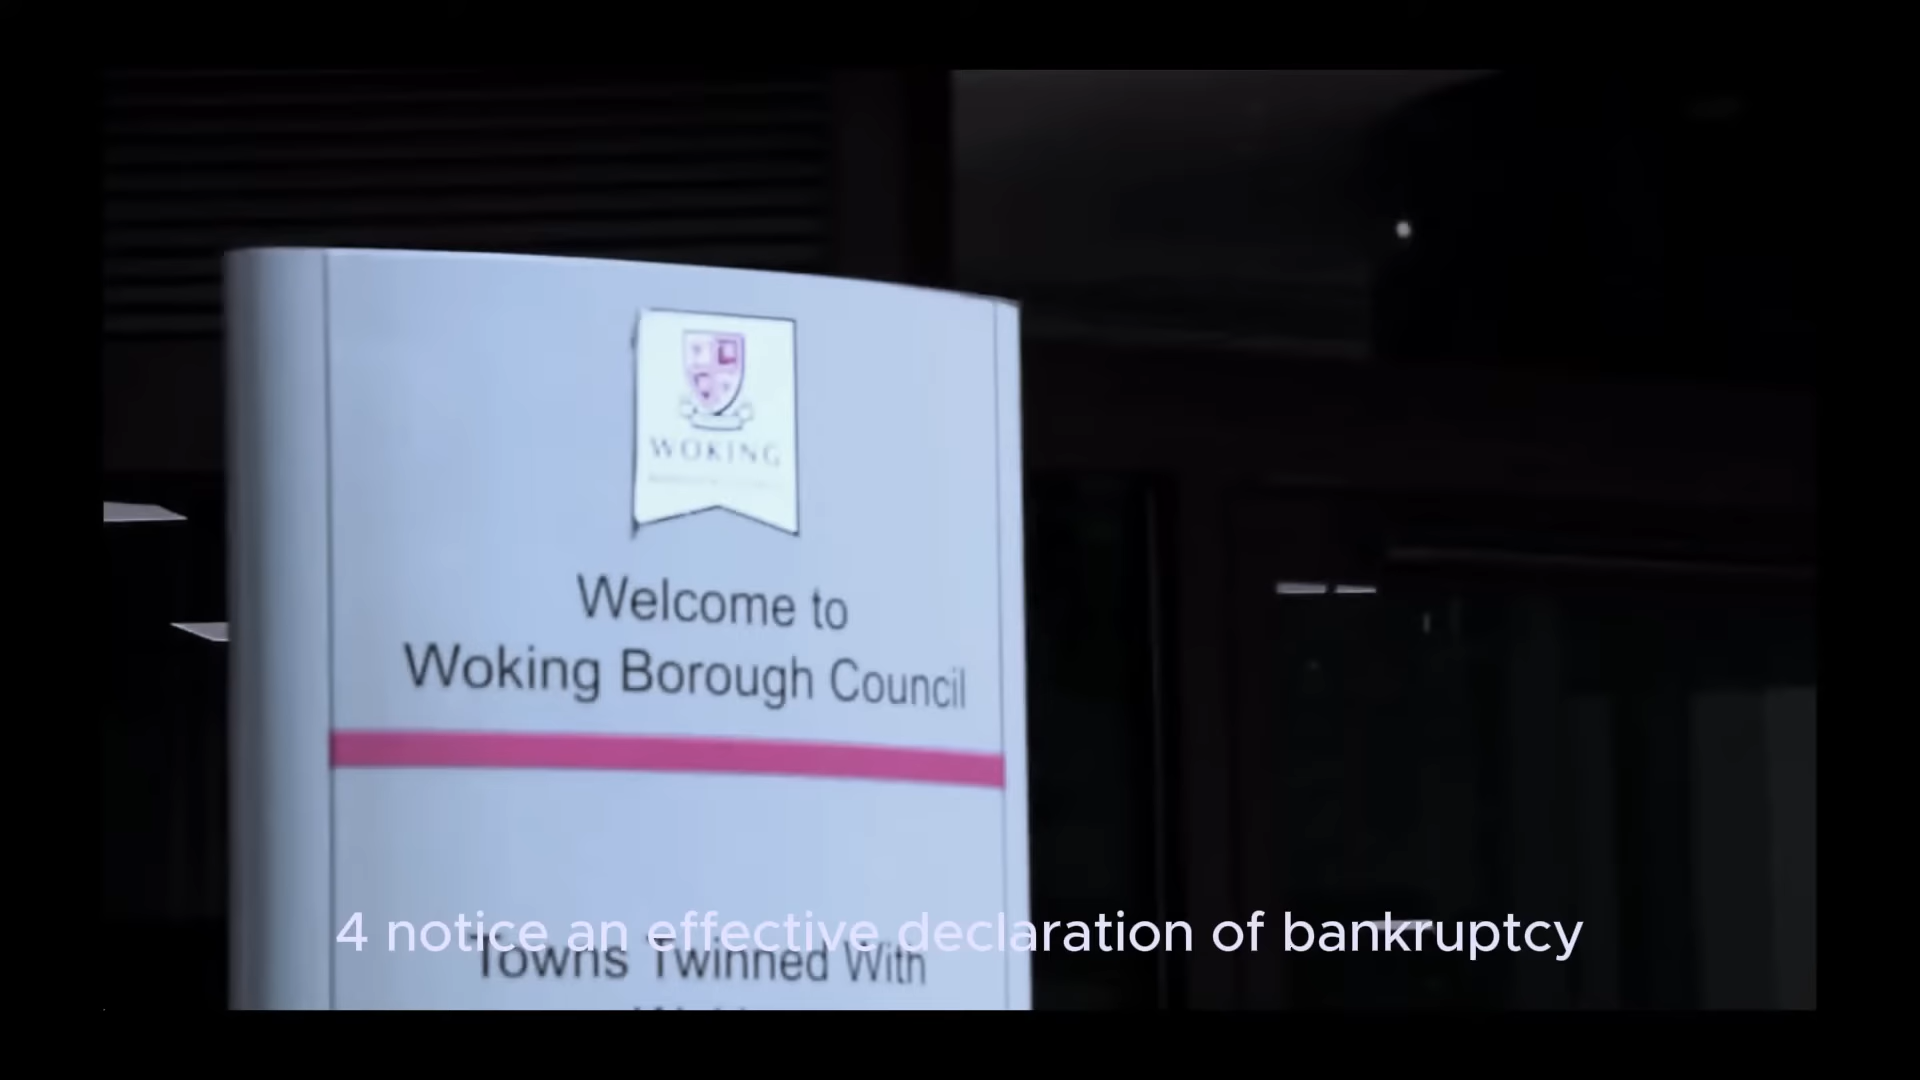 WOKING
Welcome to
Woking Borough Council
4 notice an effective declaration of bankruptcy
Towns Twinned With